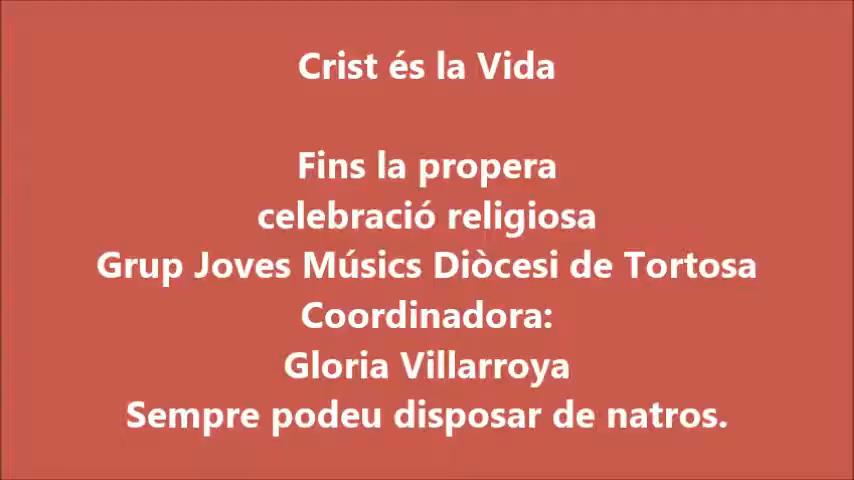 Crist és la Vida
Fins la propera
celebració religiosa
Grup Joves Músics Diòcesi de Tortosa
Coordinadora:
Gloria Villarroya
Sempre podeu disposar de natros.